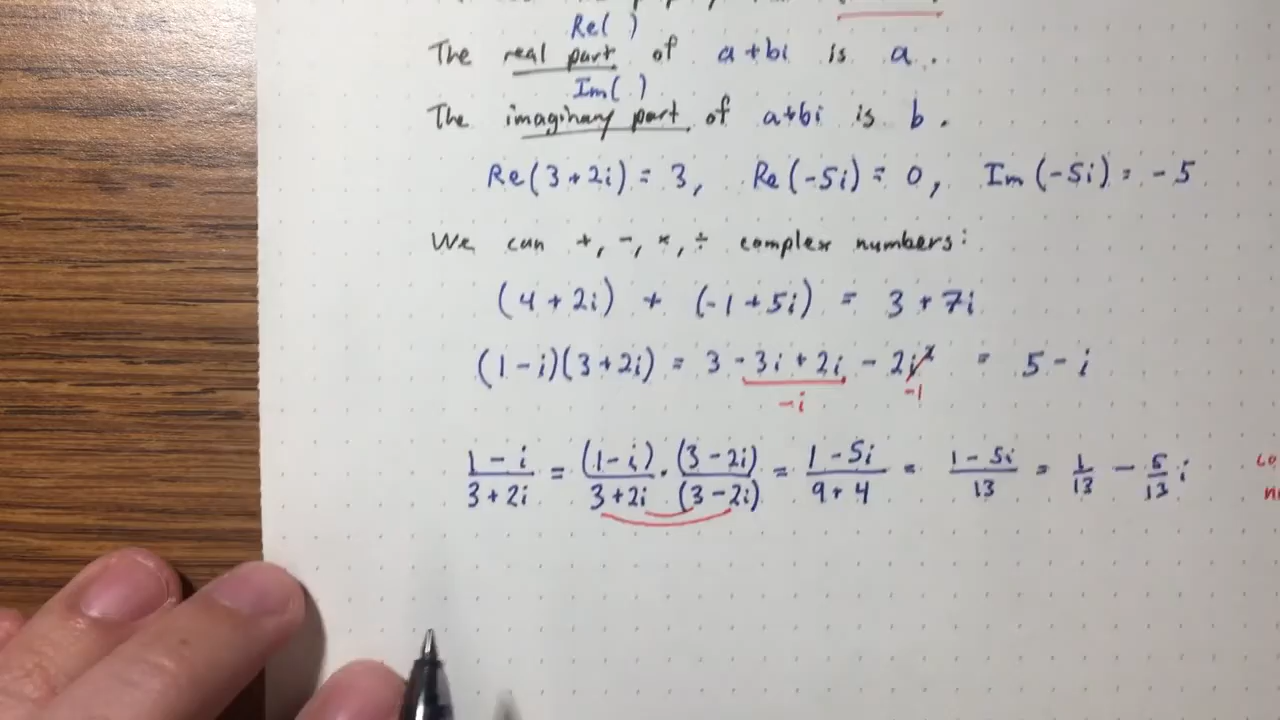 Re( )
The real part of a+bi is a.
Im( )
The imaginary part of a+bi is b.
Re(3+2i) = 3, Re(-5i) = 0, Im(-5i) = -5
We can +, -, ×, ÷ complex numbers:
(4+2i) + (-1+5i) = 3+7i
(1-i)(3+2i) = 3 - 3i + 2i - 2i² = 5 - i
-i -1
1-i/3+2i = (1-i)/3+2i · (3-2i)/(3-2i) = 1-5i/9+4 = 1-5i/13 = 1/13 - 5/13 i